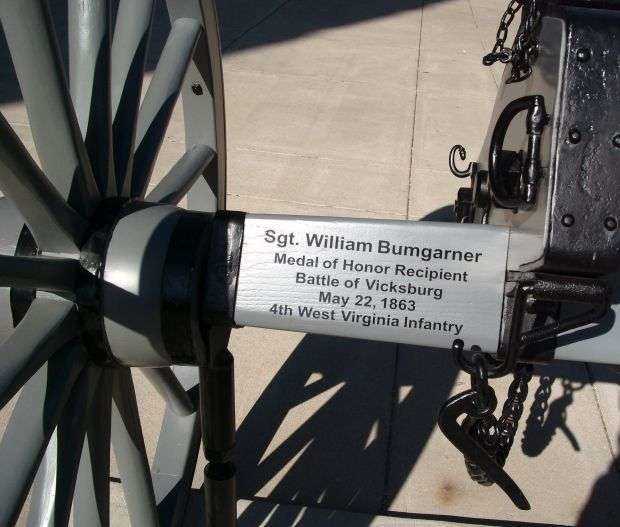 Sgt. William Bumgarner
Medal of Honor Recipient
Battle of Vicksburg
May 22, 1863
4th West Virginia Infantry